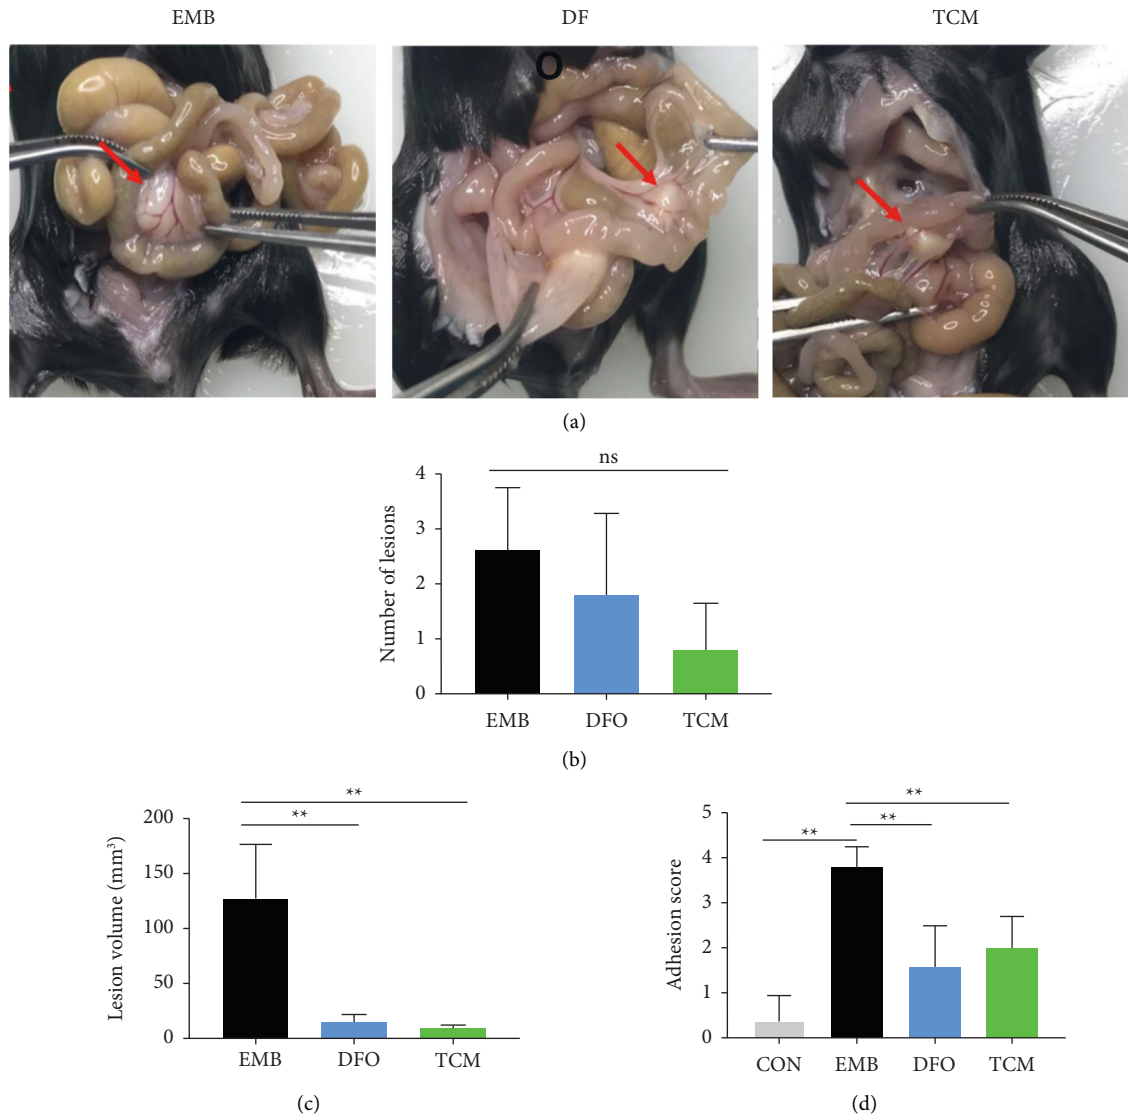 EMB DF TCM
O
(a)
ns
4
3
2
1
0
Number of lesions
EMB DFO TCM
(b)
**
**
200
150
100
50
0
Lesion volume (mm³)
EMB DFO TCM
(c)
**
**
**
5
4
3
2
1
0
Adhesion score
CON EMB DFO TCM
(d)